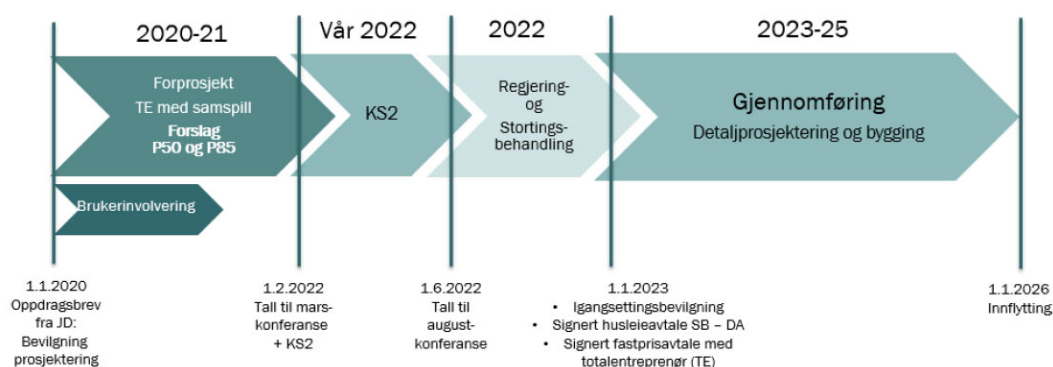 2020-21
Vår 2022
2022
2023-25
Forprosjekt
TE med samspill
Forslag
P50 og P85
KS2
Regjering-
og
Stortings-
behandling
Gjennomføring
Detaljprosjektering og bygging
Brukerinvolvering
1.1.2020
Oppdragsbrev
fra JD:
Bevilgning
prosjektering
1.2.2022
Tall til mars-
konferanse
+ KS2
1.6.2022
Tall til
august-
konferanse
1.1.2023
• Igangsettingsbevilgning
• Signert husleieavtale SB – DA
• Signert fastprisavtale med
totalentreprenør (TE)
1.1.2026
Innflytting